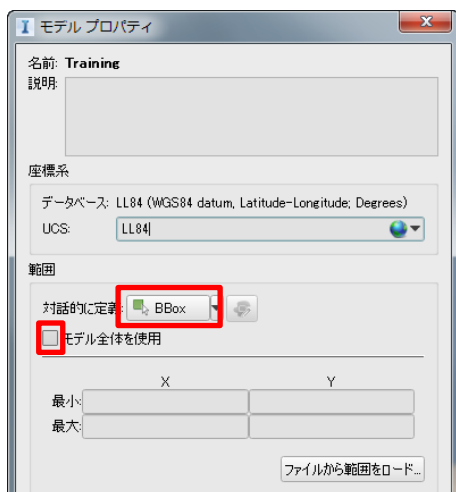 モデル プロパティ
名前: Training
説明:
座標系
データベース: LL84 (WGS84 datum, Latitude-Longitude; Degrees)
UCS: LL84
範囲
対話的に定義: BBox
モデル全体を使用
X Y
最小:
最大:
ファイルから範囲をロード...